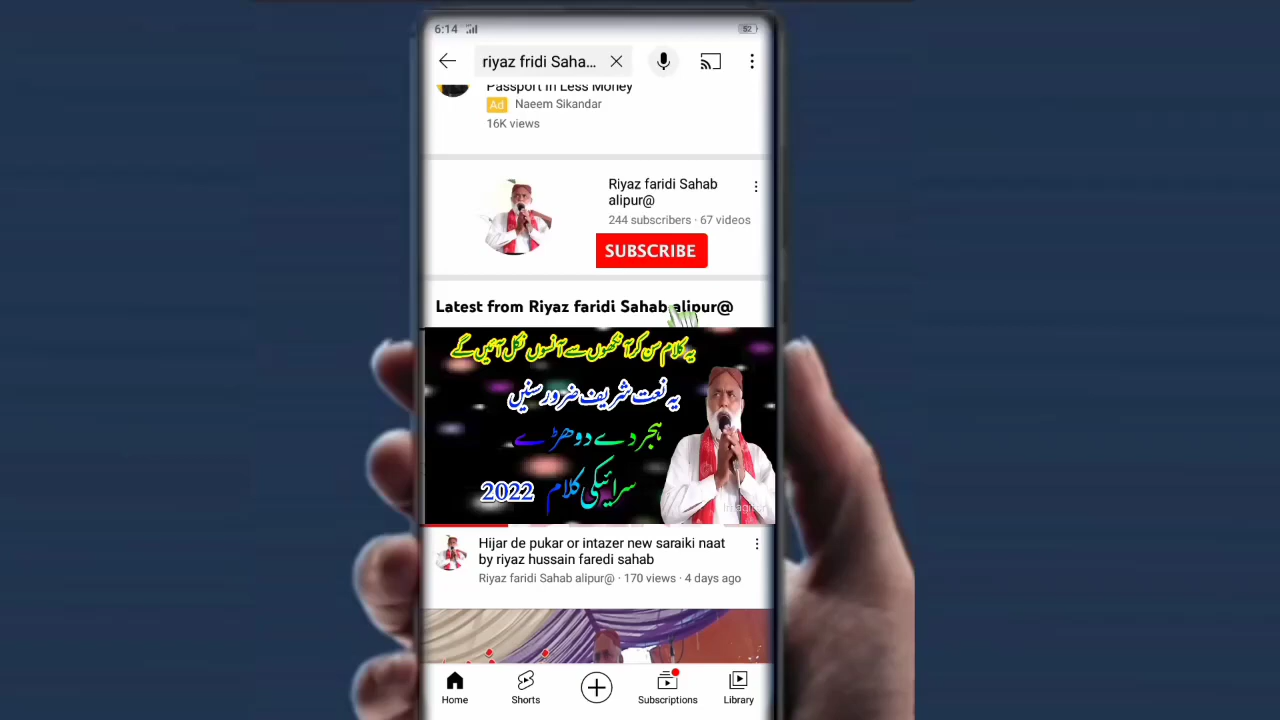 6:14
52
riyaz fridi Saha...
Passport In Less Money
Ad Naeem Sikandar
16K views
Riyaz faridi Sahab
alipur@
244 subscribers · 67 videos
SUBSCRIBE
Latest from Riyaz faridi Sahab alipur@
یہ کلام سن کر آنکھوں سے آنسوں نکل آئیں گے
یہ نعت شریف ضرور سنیں
ہجر دے دوھڑے
سرائیکی کلام 2022
Hijar de pukar or intazer new saraiki naat
by riyaz hussain faredi sahab
Riyaz faridi Sahab alipur@ · 170 views · 4 days ago
Home
Shorts
Subscriptions
Library